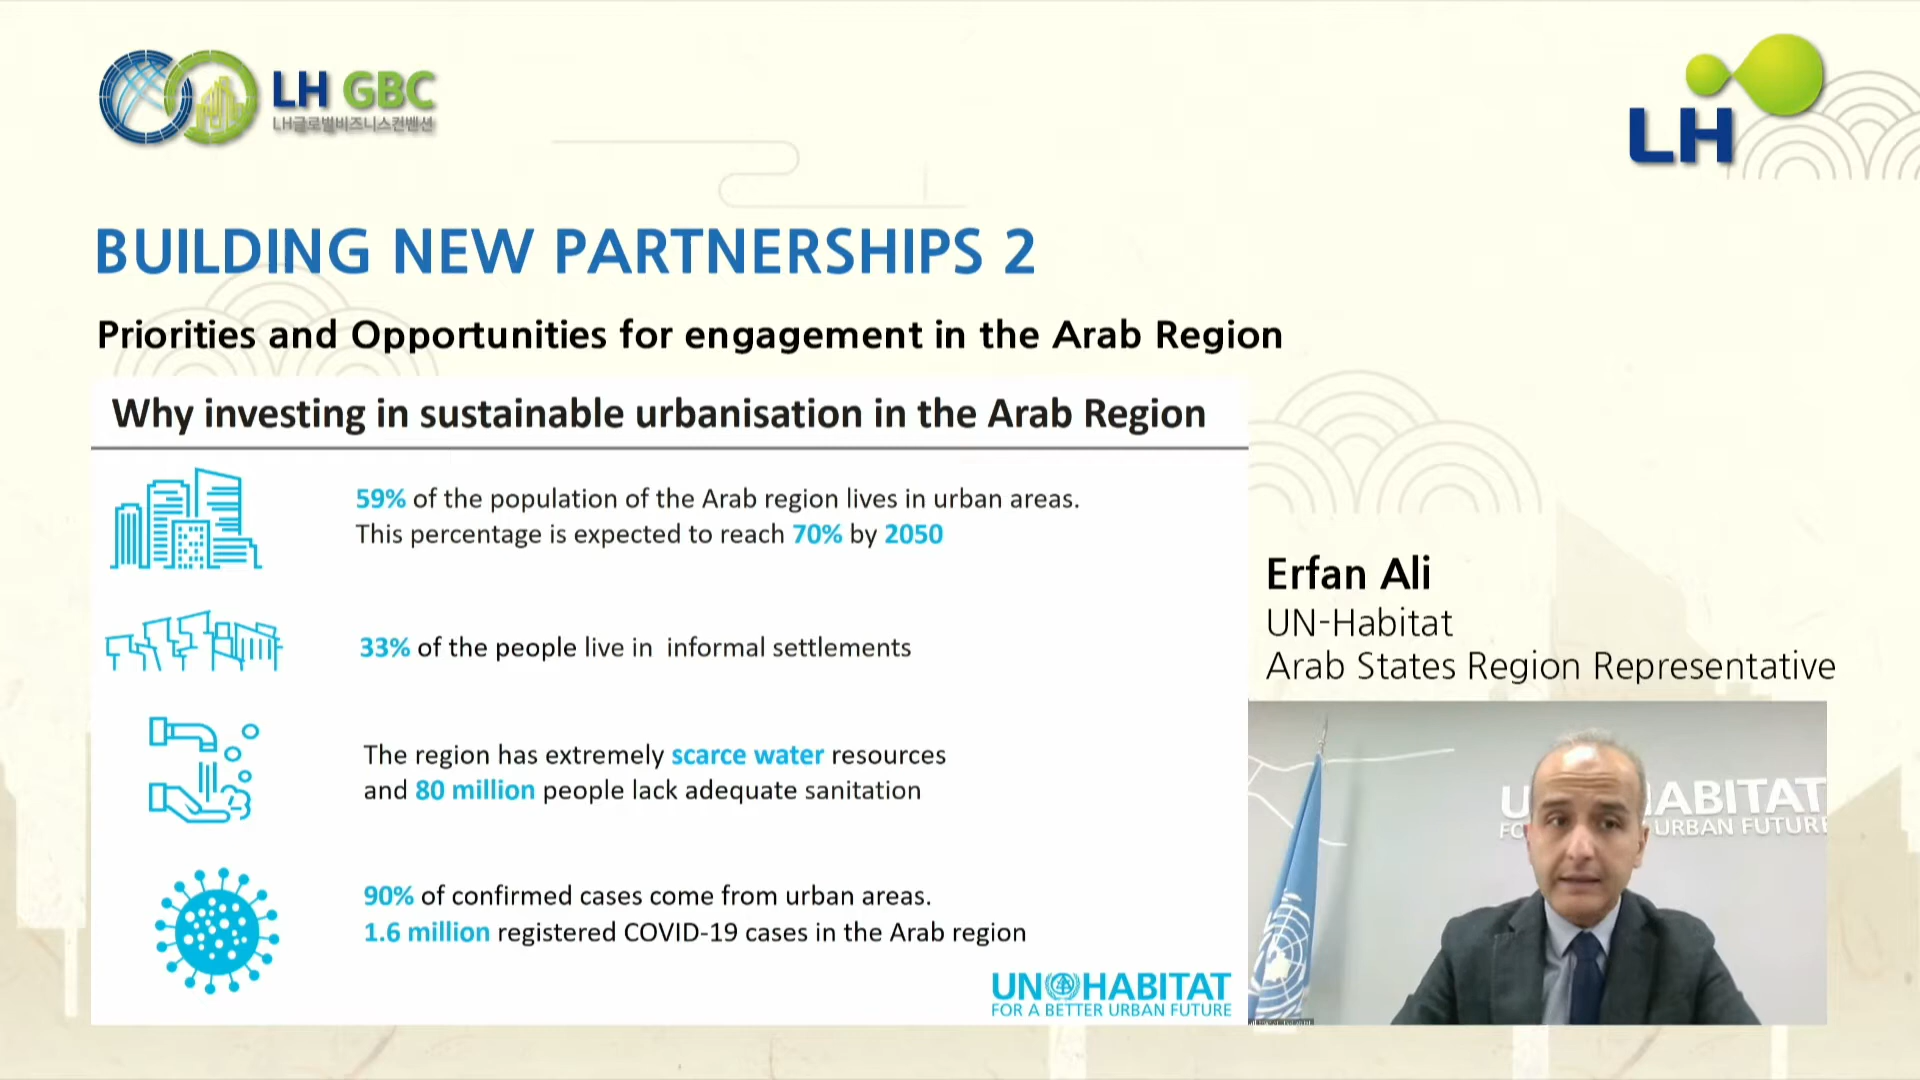 LH GBC
LH글로벌비즈니스컨벤션
LH
BUILDING NEW PARTNERSHIPS 2
Priorities and Opportunities for engagement in the Arab Region
Why investing in sustainable urbanisation in the Arab Region
59% of the population of the Arab region lives in urban areas.
This percentage is expected to reach 70% by 2050
33% of the people live in informal settlements
The region has extremely scarce water resources
and 80 million people lack adequate sanitation
90% of confirmed cases come from urban areas.
1.6 million registered COVID-19 cases in the Arab region
UN HABITAT
FOR A BETTER URBAN FUTURE
Erfan Ali
UN-Habitat
Arab States Region Representative
U ABITAT
FO URBAN FUTURE